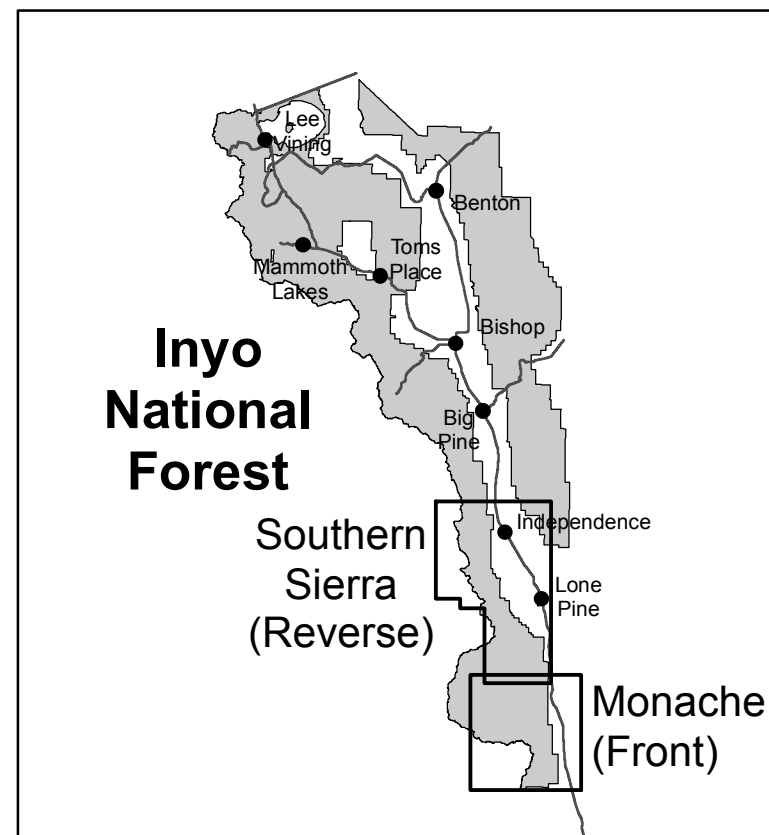 Lee
Vining
Benton
Toms
Place
Mammoth
Lakes
Bishop
Inyo
National
Forest
Big
Pine
Independence
Southern
Sierra
(Reverse)
Lone
Pine
Monache
(Front)